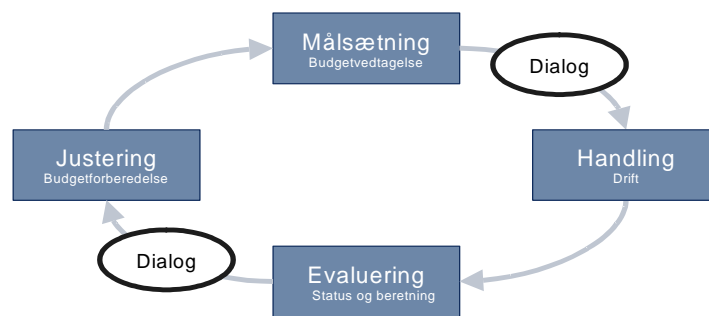 Målsætning
Budgetvedtagelse
Dialog
Justering
Budgetforberedelse
Handling
Drift
Dialog
Evaluering
Status og beretning